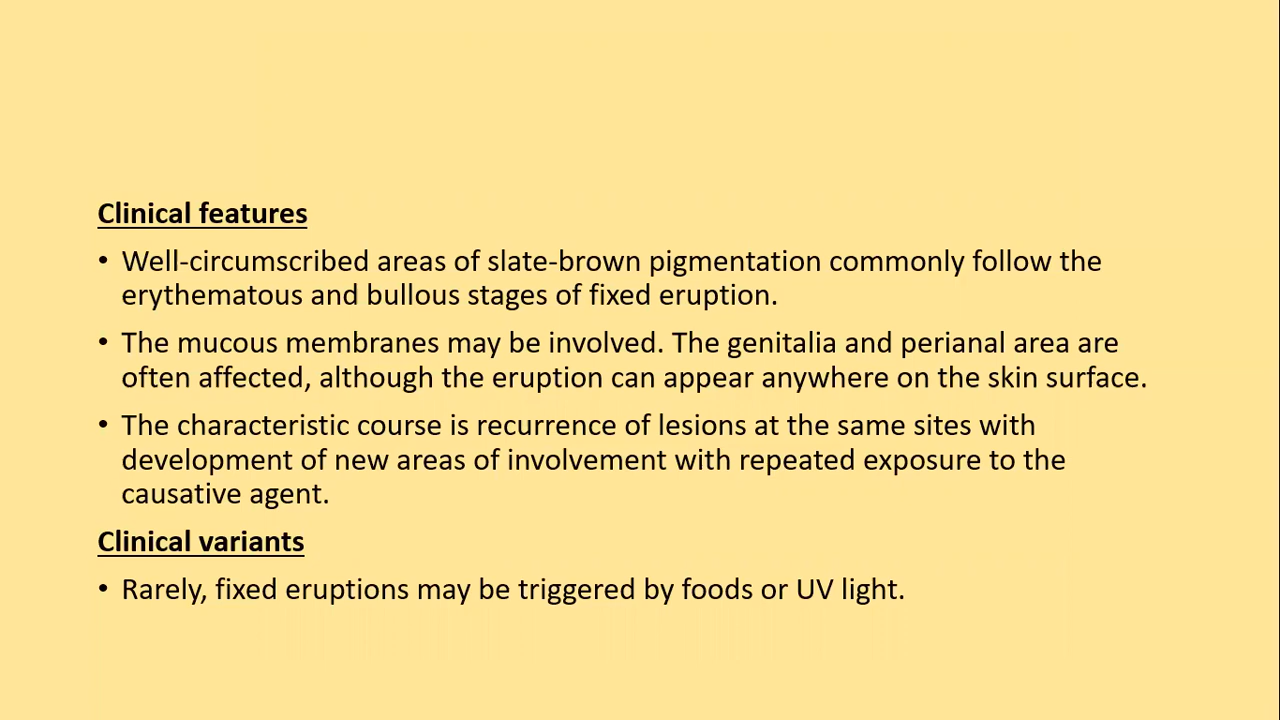 Clinical features
• Well-circumscribed areas of slate-brown pigmentation commonly follow the
erythematous and bullous stages of fixed eruption.
• The mucous membranes may be involved. The genitalia and perianal area are
often affected, although the eruption can appear anywhere on the skin surface.
• The characteristic course is recurrence of lesions at the same sites with
development of new areas of involvement with repeated exposure to the
causative agent.
Clinical variants
• Rarely, fixed eruptions may be triggered by foods or UV light.